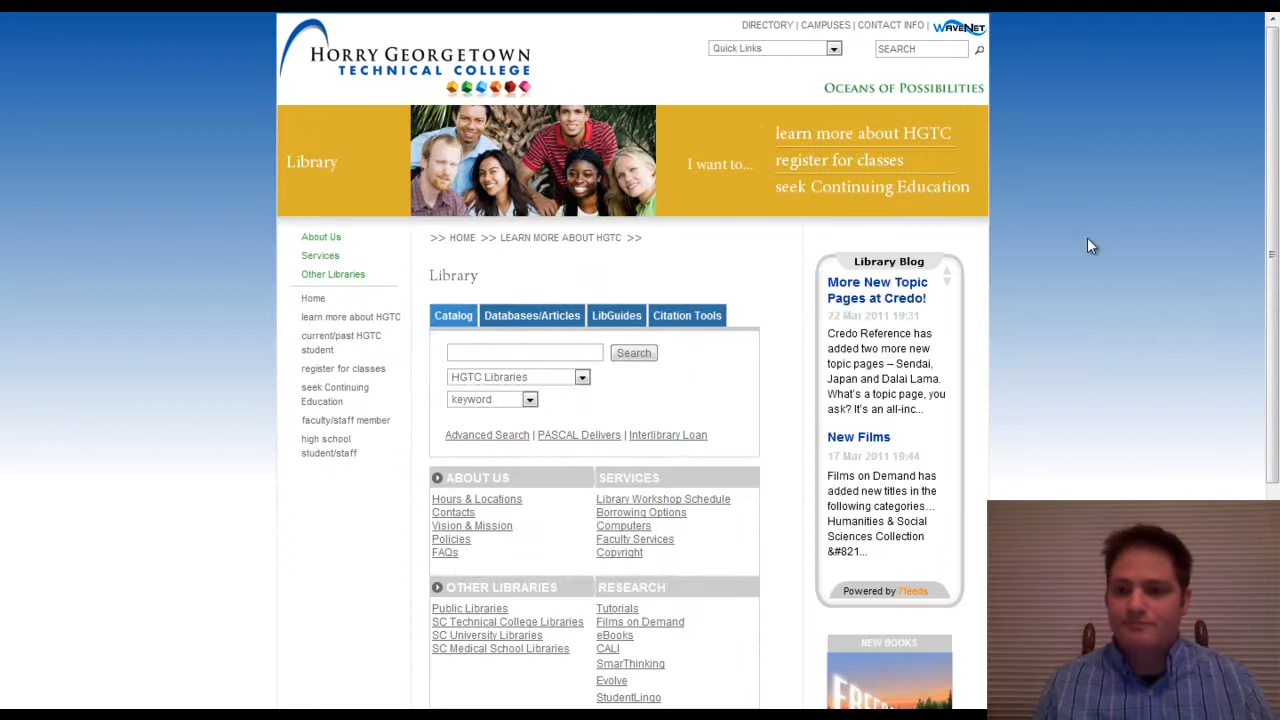 DIRECTORY | CAMPUSES | CONTACT INFO | WAVENET
HORRY GEORGETOWN
TECHNICAL COLLEGE
Quick Links
SEARCH
OCEANS OF POSSIBILITIES
Library
I want to...
learn more about HGTC
register for classes
seek Continuing Education
About Us
Services
Other Libraries
Home
learn more about HGTC
current/past HGTC
student
register for classes
seek Continuing
Education
faculty/staff member
high school
student/staff
>> HOME >> LEARN MORE ABOUT HGTC >>
Library
Catalog Databases/Articles LibGuides Citation Tools
Search
HGTC Libraries
keyword
Advanced Search | PASCAL Delivers | Interlibrary Loan
ABOUT US
Hours & Locations
Contacts
Vision & Mission
Policies
FAQs
SERVICES
Library Workshop Schedule
Borrowing Options
Computers
Faculty Services
Copyright
OTHER LIBRARIES
Public Libraries
SC Technical College Libraries
SC University Libraries
SC Medical School Libraries
RESEARCH
Tutorials
Films on Demand
eBooks
CALI
SmarThinking
Evolve
StudentLingo
Library Blog
More New Topic
Pages at Credo!
22 Mar 2011 19:31
Credo Reference has
added two more new
topic pages – Sendai,
Japan and Dalai Lama.
What's a topic page, you
ask? It's an all-inc...
New Films
17 Mar 2011 19:44
Films on Demand has
added new titles in the
following categories…
Humanities & Social
Sciences Collection
&#821...
Powered by 7feeds
NEW BOOKS